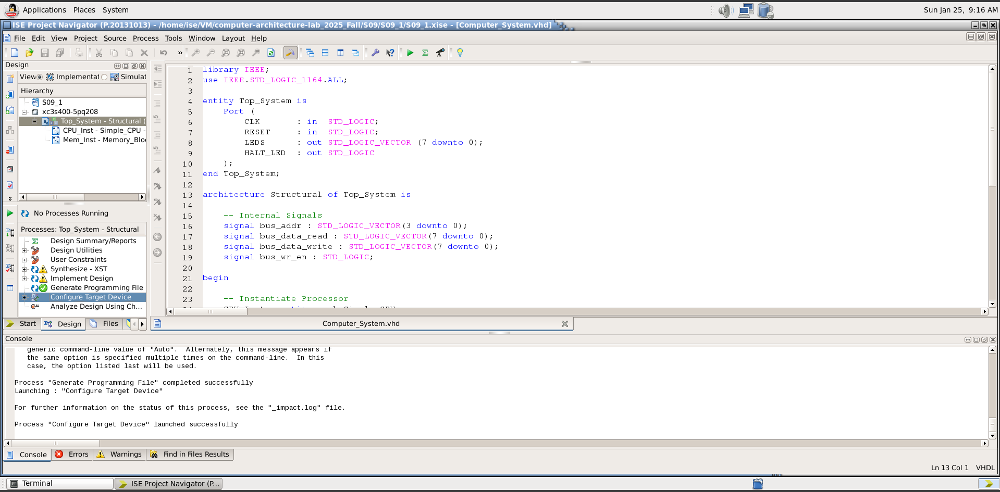 Applications Places System
Sun Jan 25, 9:16 AM
ISE Project Navigator (P.20131013) - /home/ise/VM/computer-architecture-lab_2025_Fall/S09/S09_1/S09_1.xise - [Computer_System.vhd]
File Edit View Project Source Process Tools Window Layout Help
»
Design
View Implementat Simulat
Hierarchy
S09_1
xc3s400-5pq208
Top_System - Structural (
CPU_Inst - Simple_CPU -
Mem_Inst - Memory_Bloc
No Processes Running
Processes: Top_System - Structural
Design Summary/Reports
Design Utilities
User Constraints
Synthesize - XST
Implement Design
Generate Programming File
Configure Target Device
Analyze Design Using Ch...
Start Design Files
1 library IEEE;
2 use IEEE.STD_LOGIC_1164.ALL;
3
4 entity Top_System is
5 Port (
6 CLK : in STD_LOGIC;
7 RESET : in STD_LOGIC;
8 LEDS : out STD_LOGIC_VECTOR (7 downto 0);
9 HALT_LED : out STD_LOGIC
10 );
11 end Top_System;
12
13 architecture Structural of Top_System is
14
15 -- Internal Signals
16 signal bus_addr : STD_LOGIC_VECTOR(3 downto 0);
17 signal bus_data_read : STD_LOGIC_VECTOR(7 downto 0);
18 signal bus_data_write : STD_LOGIC_VECTOR(7 downto 0);
19 signal bus_wr_en : STD_LOGIC;
20
21 begin
22
23 -- Instantiate Processor
Computer_System.vhd
Console
generic command-line value of "Auto". Alternately, this message appears if
the same option is specified multiple times on the command-line. In this
case, the option listed last will be used.
Process "Generate Programming File" completed successfully
Launching : "Configure Target Device"
For further information on the status of this process, see the "_impact.log" file.
Process "Configure Target Device" launched successfully
Console Errors Warnings Find in Files Results
Ln 13 Col 1 VHDL
Terminal ISE Project Navigator (P...